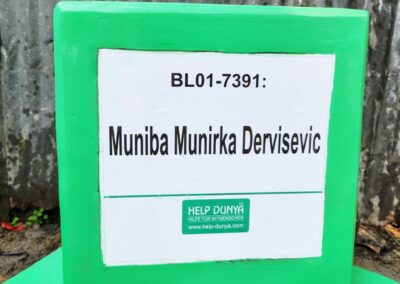 BL01-7391:
Muniba Munirka Dervisevic
HELP DUNYA
HILFE FÜR MITMENSCHEN
www.help-dunya.com